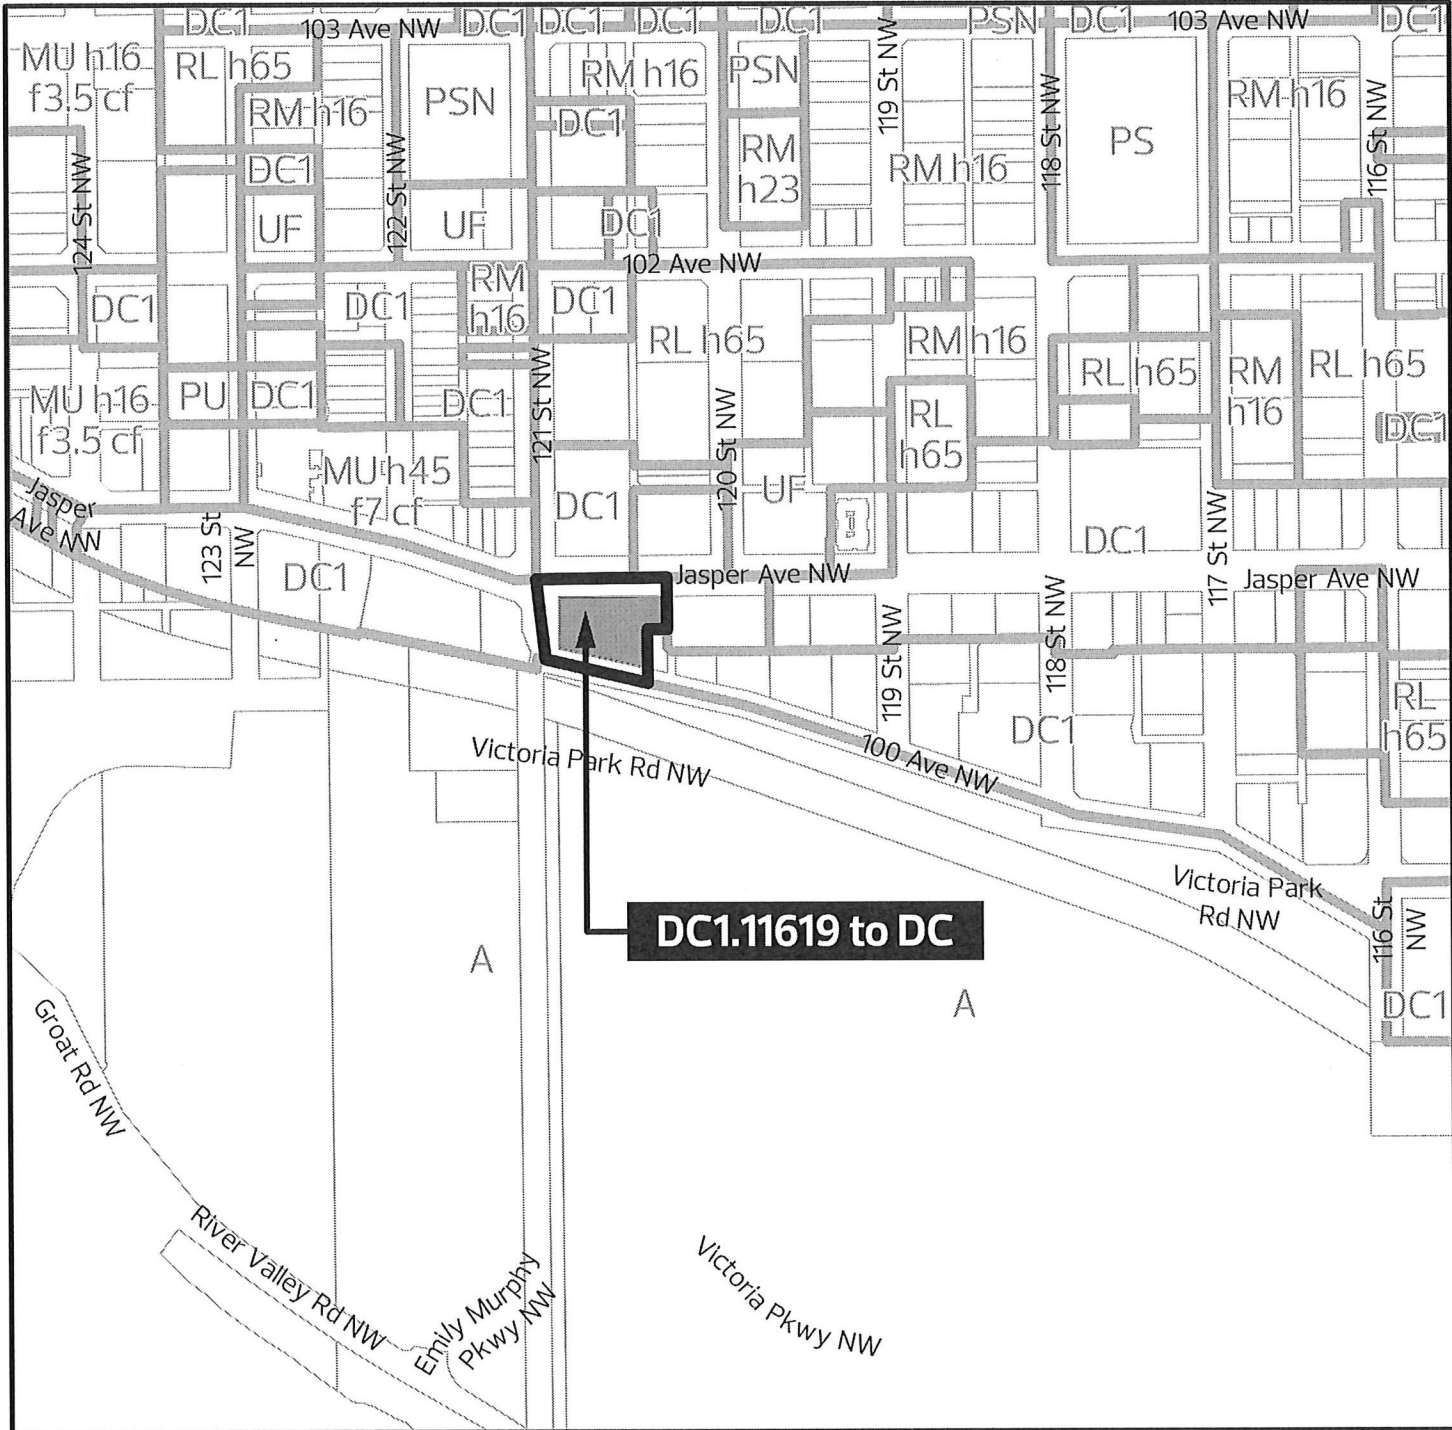 DC1
DC1
DC1
DC1
DC1
PSN
DC1
DC1
103 Ave NW
103 Ave NW
MU h16
f3.5 cf
RL h65
RM h16
PSN
RM h16
DC1
PSN
RM
h23
119 St NW
RM h16
118 St NW
PS
RM h16
116 St NW
124 St NW
DC1
UF
122 St NW
UF
DC1
102 Ave NW
DC1
DC1
RM
h16
DC1
RL h65
RM h16
RL h65
RM
h16
RL h65
MU h16
f3.5 cf
PU
DC1
DC1
121 St NW
120 St NW
RL
h65
DC1
Jasper
Ave NW
MU h45
f7 cf
DC1
UF
DC1
117 St NW
123 St
NW
DC1
Jasper Ave NW
Jasper Ave NW
119 St NW
118 St NW
DC1
RL
h65
Victoria Park Rd NW
100 Ave NW
Victoria Park
Rd NW
116 St
NW
DC1.11619 to DC
A
A
DC1
Groat Rd NW
River Valley Rd NW
Emily Murphy
Pkwy NW
Victoria Pkwy NW